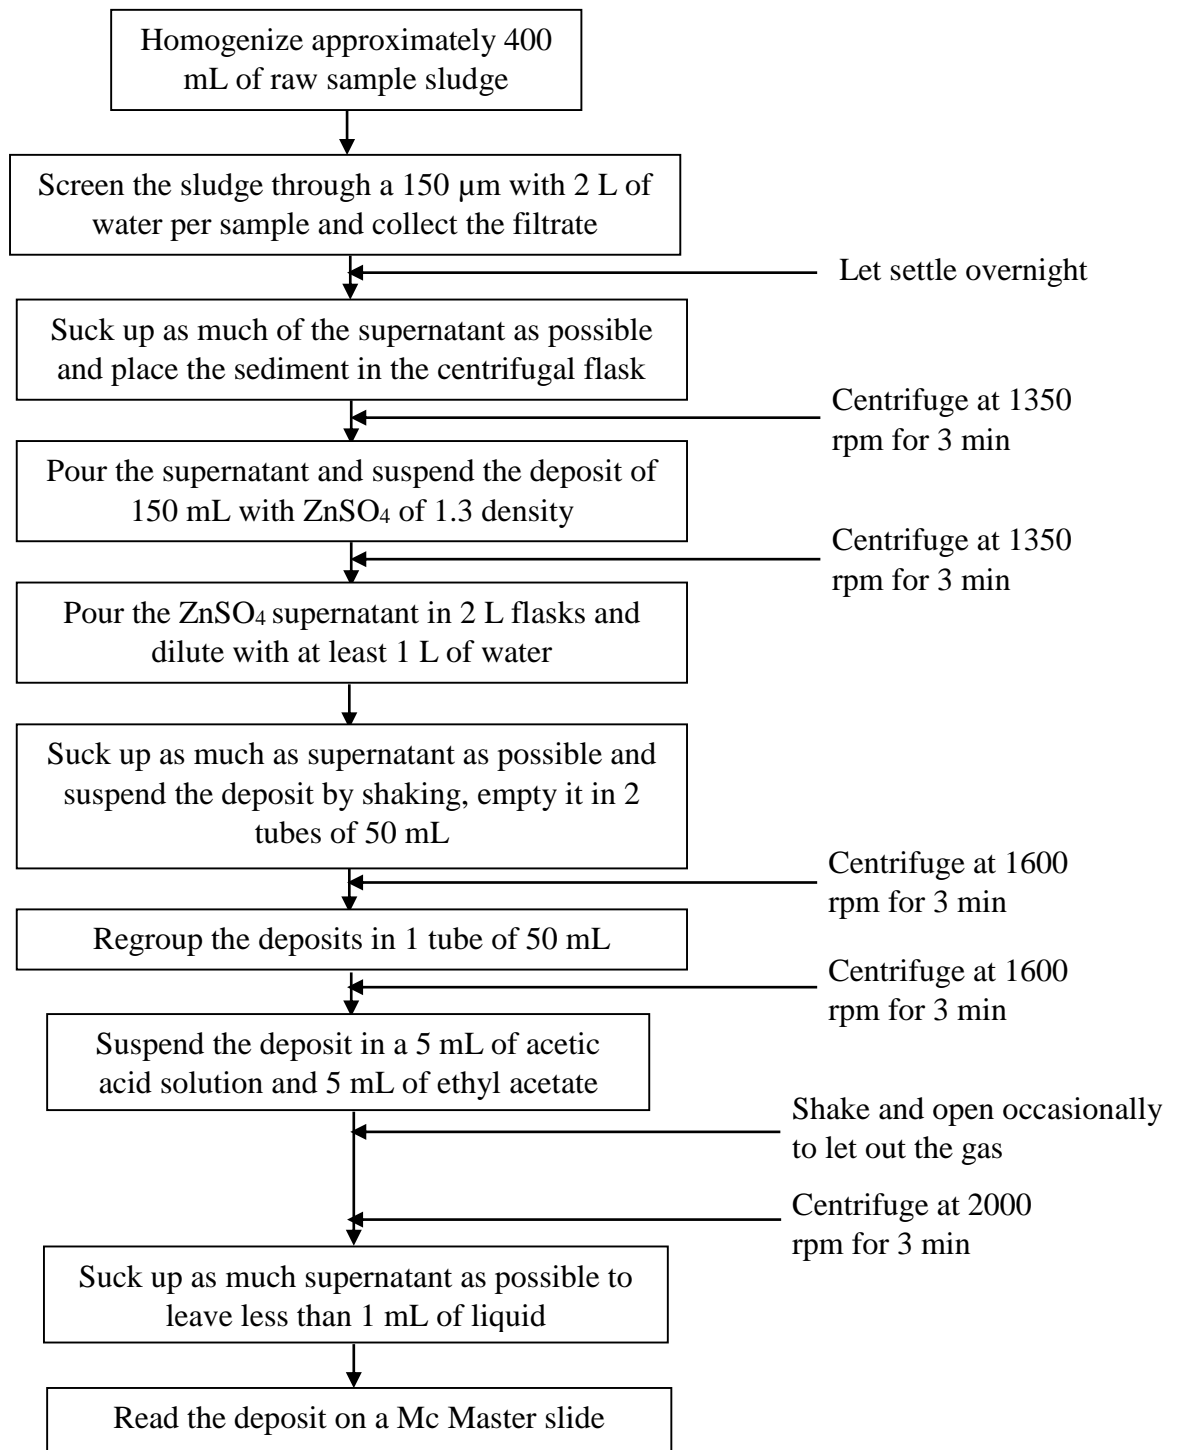 Homogenize approximately 400
mL of raw sample sludge
Screen the sludge through a 150 µm with 2 L of
water per sample and collect the filtrate
Let settle overnight
Suck up as much of the supernatant as possible
and place the sediment in the centrifugal flask
Centrifuge at 1350
rpm for 3 min
Pour the supernatant and suspend the deposit of
150 mL with ZnSO₄ of 1.3 density
Centrifuge at 1350
rpm for 3 min
Pour the ZnSO₄ supernatant in 2 L flasks and
dilute with at least 1 L of water
Suck up as much as supernatant as possible and
suspend the deposit by shaking, empty it in 2
tubes of 50 mL
Centrifuge at 1600
rpm for 3 min
Regroup the deposits in 1 tube of 50 mL
Centrifuge at 1600
rpm for 3 min
Suspend the deposit in a 5 mL of acetic
acid solution and 5 mL of ethyl acetate
Shake and open occasionally
to let out the gas
Centrifuge at 2000
rpm for 3 min
Suck up as much supernatant as possible to
leave less than 1 mL of liquid
Read the deposit on a Mc Master slide